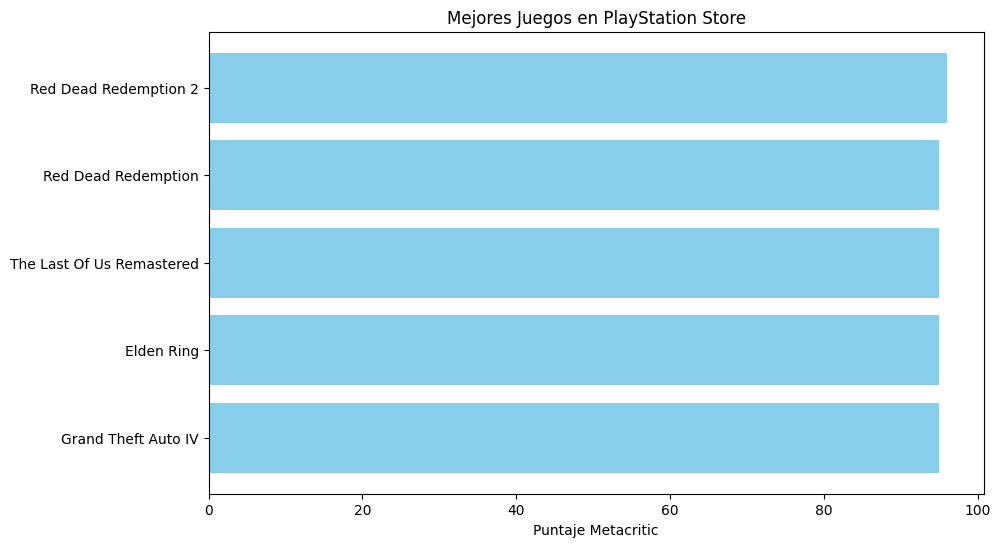 Mejores Juegos en PlayStation Store
Red Dead Redemption 2
Red Dead Redemption
The Last Of Us Remastered
Elden Ring
Grand Theft Auto IV
0 20 40 60 80 100
Puntaje Metacritic